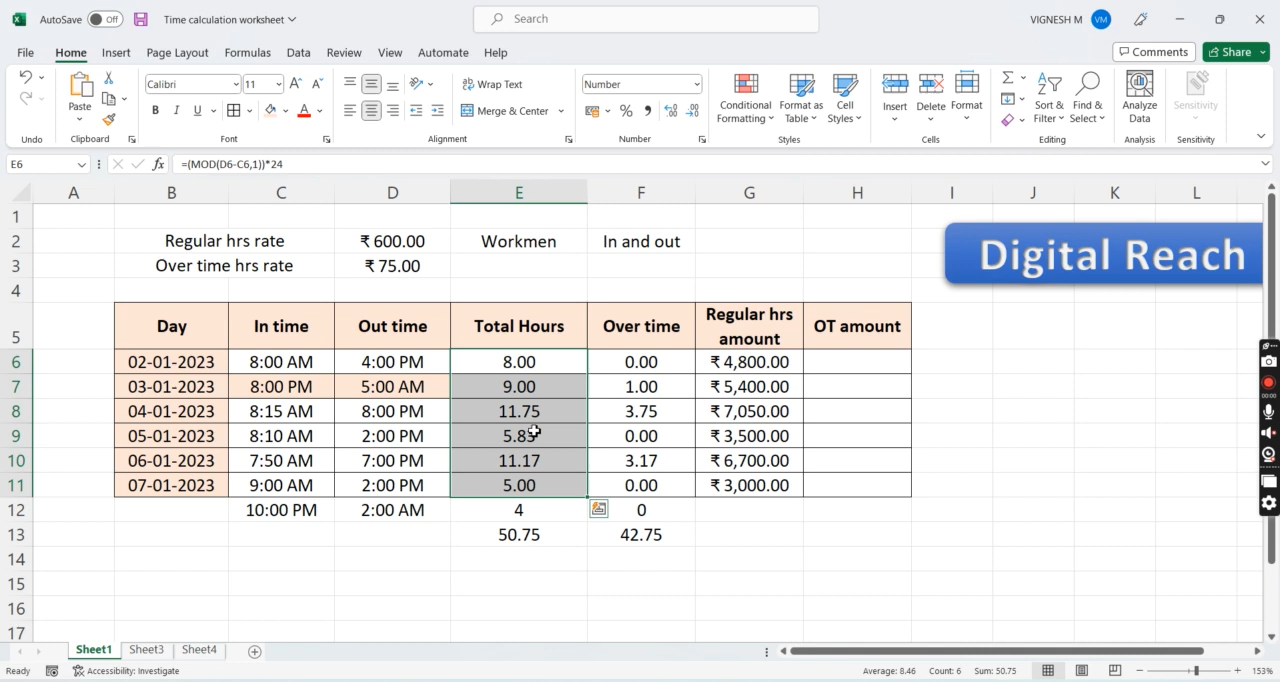 AutoSave Off Time calculation worksheet Search VIGNESH M VM
File Home Insert Page Layout Formulas Data Review View Automate Help Comments Share
Calibri 11 Wrap Text Number
Paste B I U Merge & Center % Conditional Formatting Format as Table Cell Styles Insert Delete Format Sort & Filter Find & Select Analyze Data Sensitivity
Undo Clipboard Font Alignment Number Styles Cells Editing Analysis Sensitivity
E6 fx =(MOD(D6-C6,1))*24
A B C D E F G H I J K L
1
2 Regular hrs rate ₹ 600.00 Workmen In and out
3 Over time hrs rate ₹ 75.00
Digital Reach
4
5 Day In time Out time Total Hours Over time Regular hrs amount OT amount
6 02-01-2023 8:00 AM 4:00 PM 8.00 0.00 ₹ 4,800.00
7 03-01-2023 8:00 PM 5:00 AM 9.00 1.00 ₹ 5,400.00
8 04-01-2023 8:15 AM 8:00 PM 11.75 3.75 ₹ 7,050.00
9 05-01-2023 8:10 AM 2:00 PM 5.83 0.00 ₹ 3,500.00
10 06-01-2023 7:50 AM 7:00 PM 11.17 3.17 ₹ 6,700.00
11 07-01-2023 9:00 AM 2:00 PM 5.00 0.00 ₹ 3,000.00
12 10:00 PM 2:00 AM 4 0
13 50.75 42.75
14
15
16
17
Sheet1 Sheet3 Sheet4
Ready Accessibility: Investigate Average: 8.46 Count: 6 Sum: 50.75 153%